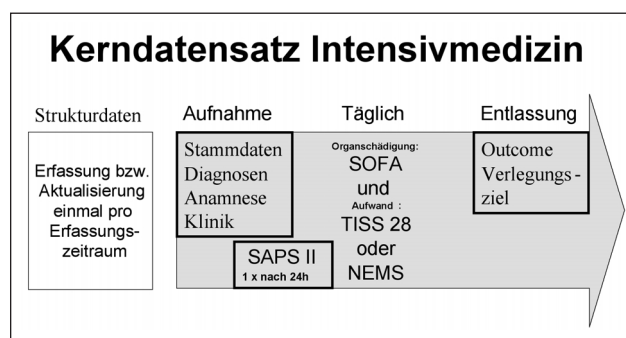 Kerndatensatz Intensivmedizin
Strukturdaten
Erfassung bzw.
Aktualisierung
einmal pro
Erfassungs-
zeitraum
Aufnahme
Stammdaten
Diagnosen
Anamnese
Klinik
SAPS II
1 x nach 24h
Täglich
Organschädigung:
SOFA
und
Aufwand :
TISS 28
oder
NEMS
Entlassung
Outcome
Verlegungs-
ziel